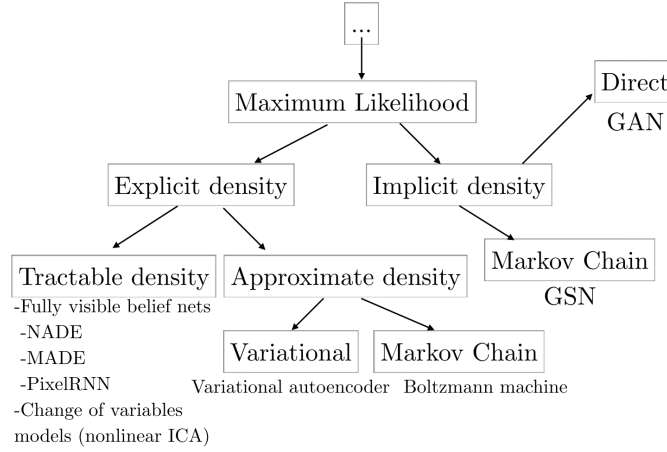 ...
Maximum Likelihood
Direct
GAN
Explicit density
Implicit density
Markov Chain
GSN
Tractable density
-Fully visible belief nets
-NADE
-MADE
-PixelRNN
-Change of variables
models (nonlinear ICA)
Approximate density
Variational
Variational autoencoder
Markov Chain
Boltzmann machine